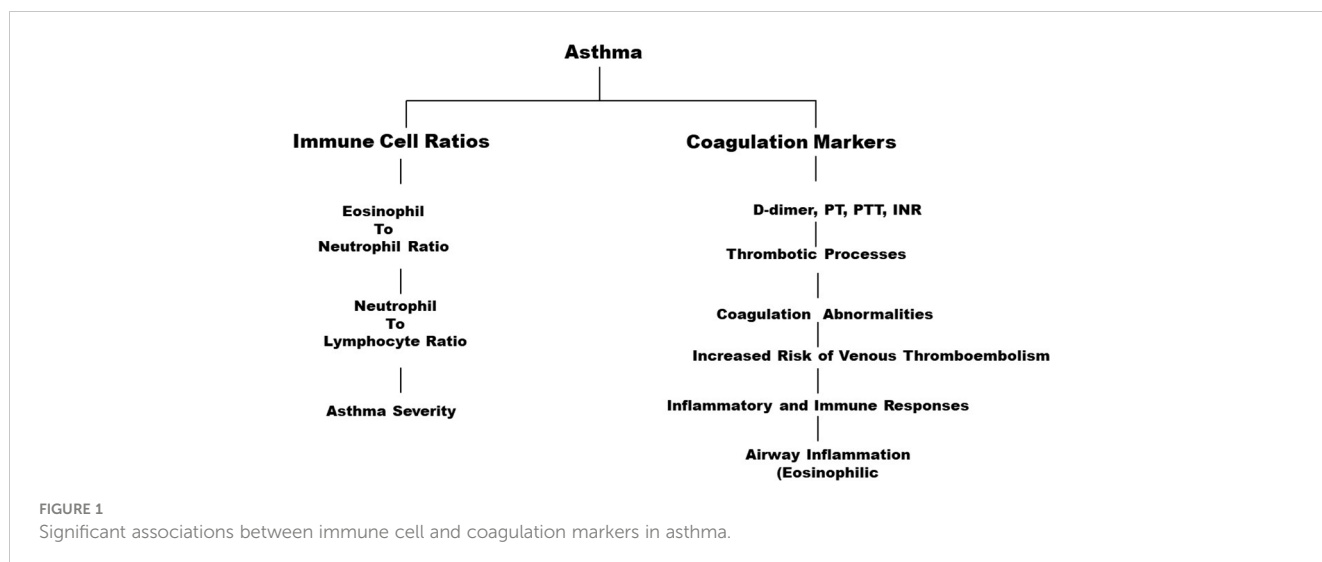 Asthma
Immune Cell Ratios
Eosinophil
To
Neutrophil Ratio
Neutrophil
To
Lymphocyte Ratio
Asthma Severity
Coagulation Markers
D-dimer, PT, PTT, INR
Thrombotic Processes
Coagulation Abnormalities
Increased Risk of Venous Thromboembolism
Inflammatory and Immune Responses
Airway Inflammation
(Eosinophilic
FIGURE 1
Significant associations between immune cell and coagulation markers in asthma.